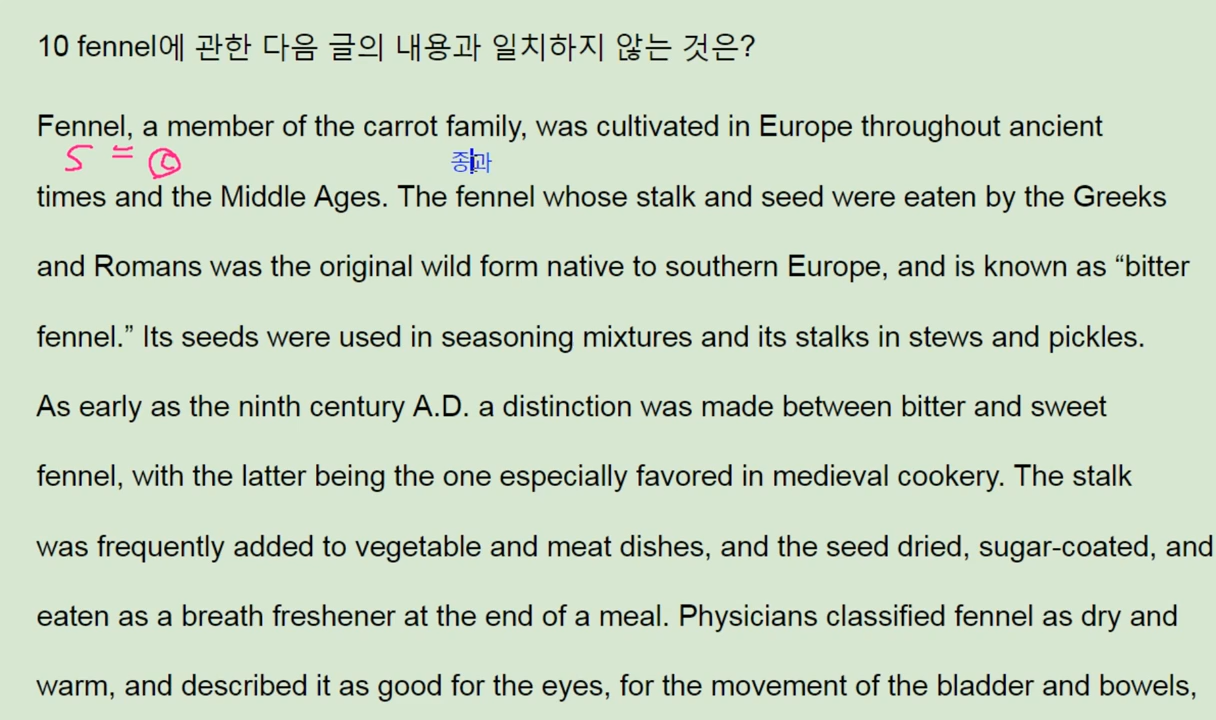 10 fennel에 관한 다음 글의 내용과 일치하지 않는 것은?
Fennel, a member of the carrot family, was cultivated in Europe throughout ancient
S = ⓒ
종과
times and the Middle Ages. The fennel whose stalk and seed were eaten by the Greeks
and Romans was the original wild form native to southern Europe, and is known as “bitter
fennel.” Its seeds were used in seasoning mixtures and its stalks in stews and pickles.
As early as the ninth century A.D. a distinction was made between bitter and sweet
fennel, with the latter being the one especially favored in medieval cookery. The stalk
was frequently added to vegetable and meat dishes, and the seed dried, sugar-coated, and
eaten as a breath freshener at the end of a meal. Physicians classified fennel as dry and
warm, and described it as good for the eyes, for the movement of the bladder and bowels,